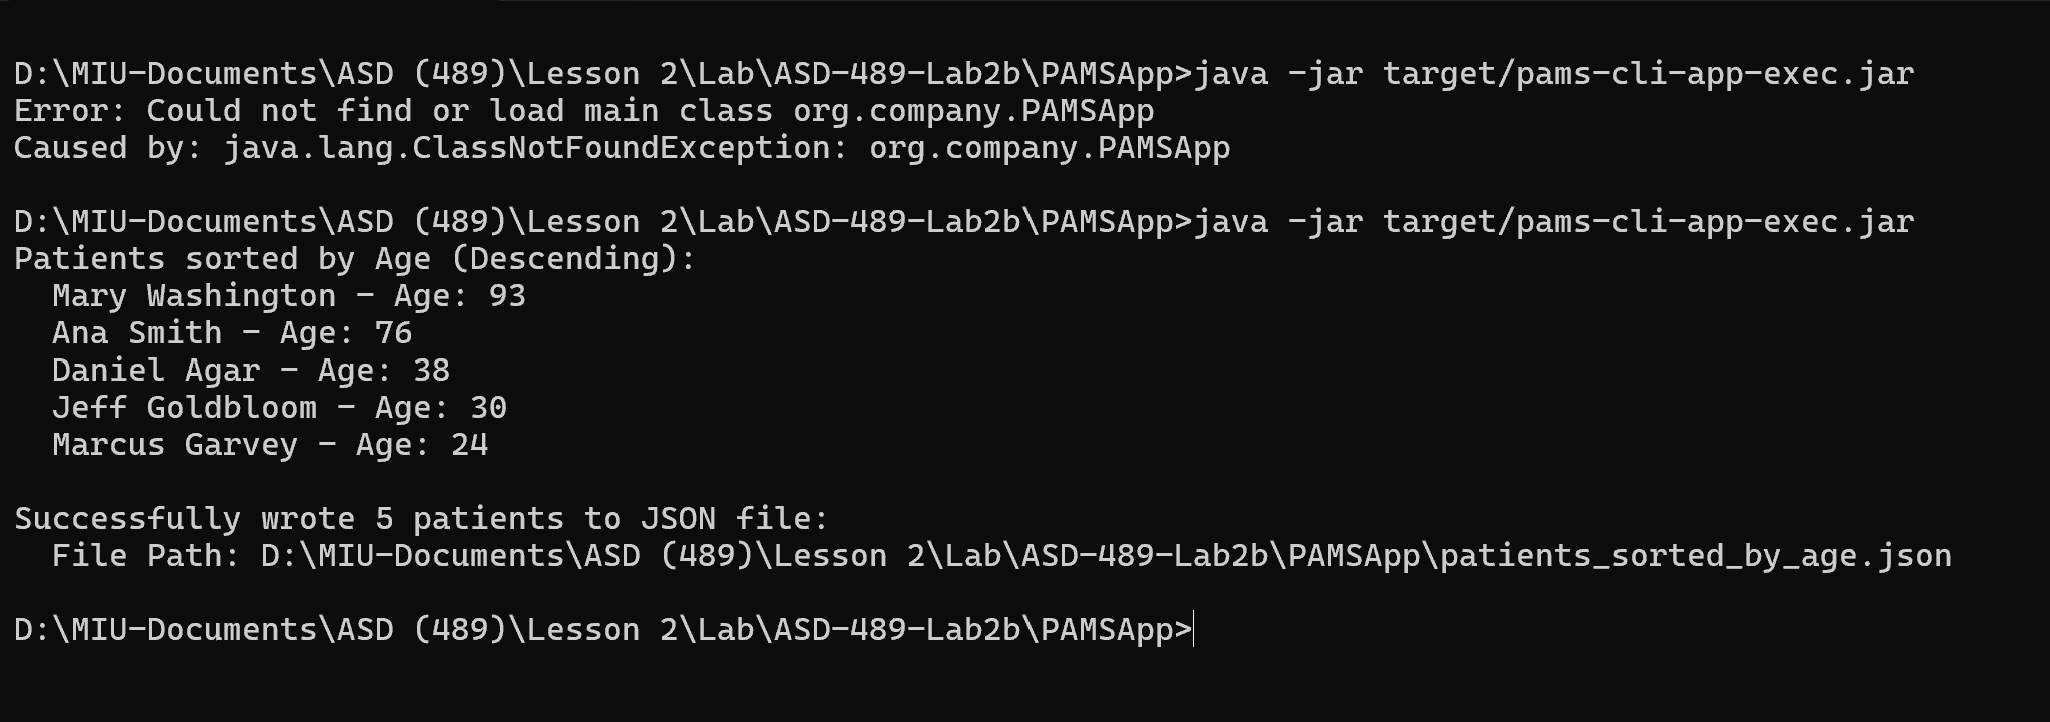 D:\MIU-Documents\ASD (489)\Lesson 2\Lab\ASD-489-Lab2b\PAMSApp>java -jar target/pams-cli-app-exec.jar
Error: Could not find or load main class org.company.PAMSApp
Caused by: java.lang.ClassNotFoundException: org.company.PAMSApp
D:\MIU-Documents\ASD (489)\Lesson 2\Lab\ASD-489-Lab2b\PAMSApp>java -jar target/pams-cli-app-exec.jar
Patients sorted by Age (Descending):
  Mary Washington - Age: 93
  Ana Smith - Age: 76
  Daniel Agar - Age: 38
  Jeff Goldbloom - Age: 30
  Marcus Garvey - Age: 24
Successfully wrote 5 patients to JSON file:
  File Path: D:\MIU-Documents\ASD (489)\Lesson 2\Lab\ASD-489-Lab2b\PAMSApp\patients_sorted_by_age.json
D:\MIU-Documents\ASD (489)\Lesson 2\Lab\ASD-489-Lab2b\PAMSApp>